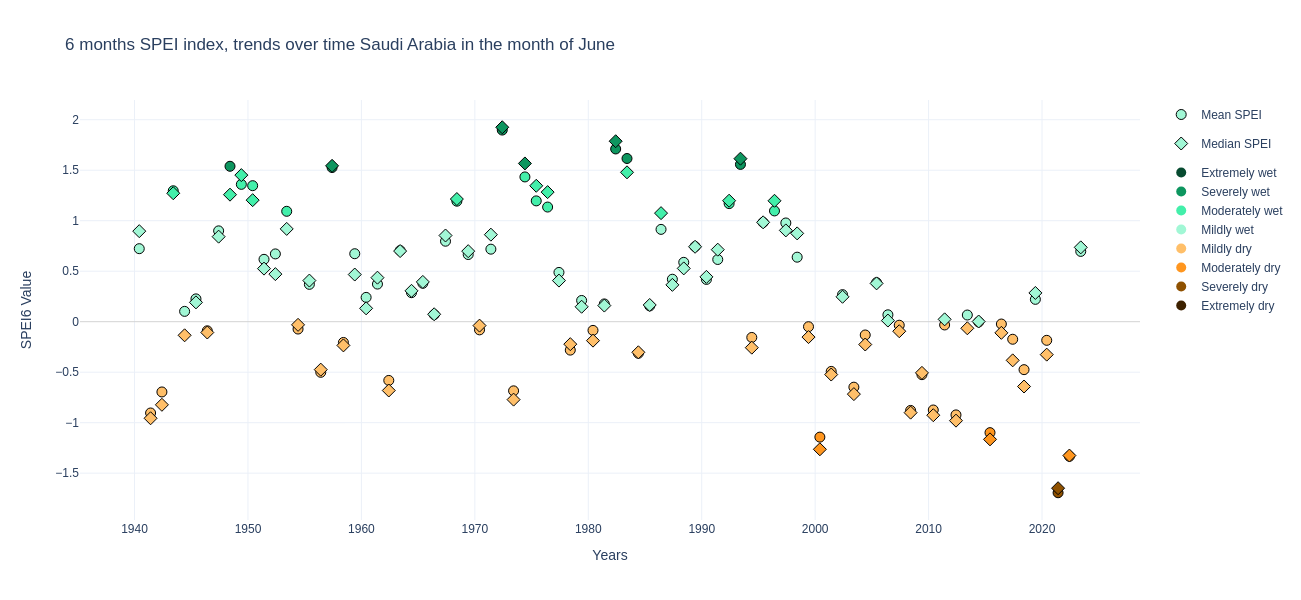 6 months SPEI index, trends over time Saudi Arabia in the month of June
SPEI6 Value
2
1.5
1
0.5
0
−0.5
−1
−1.5
1940
1950
1960
1970
1980
1990
2000
2010
2020
Years
Mean SPEI
Median SPEI
Extremely wet
Severely wet
Moderately wet
Mildly wet
Mildly dry
Moderately dry
Severely dry
Extremely dry